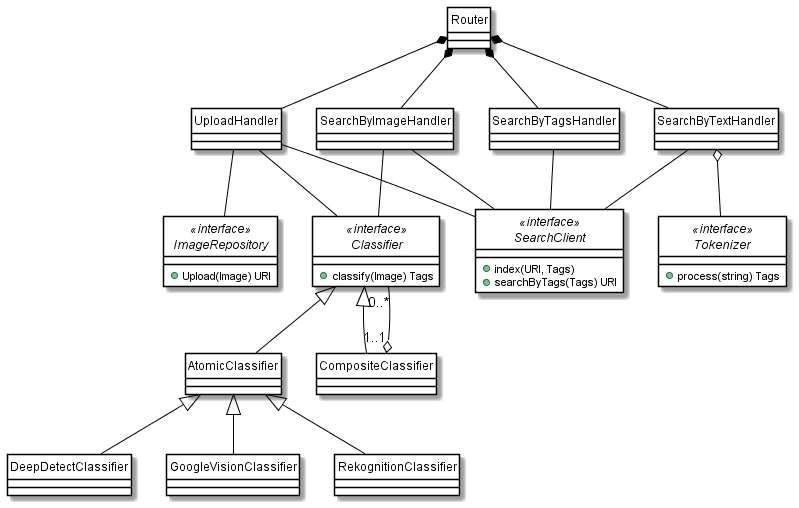 Router
UploadHandler
SearchByImageHandler
SearchByTagsHandler
SearchByTextHandler
«interface»
ImageRepository
Upload(Image) URI
«interface»
Classifier
classify(Image) Tags
«interface»
SearchClient
index(URI, Tags)
searchByTags(Tags) URI
«interface»
Tokenizer
process(string) Tags
0..*
1..1
AtomicClassifier
CompositeClassifier
DeepDetectClassifier
GoogleVisionClassifier
RekognitionClassifier